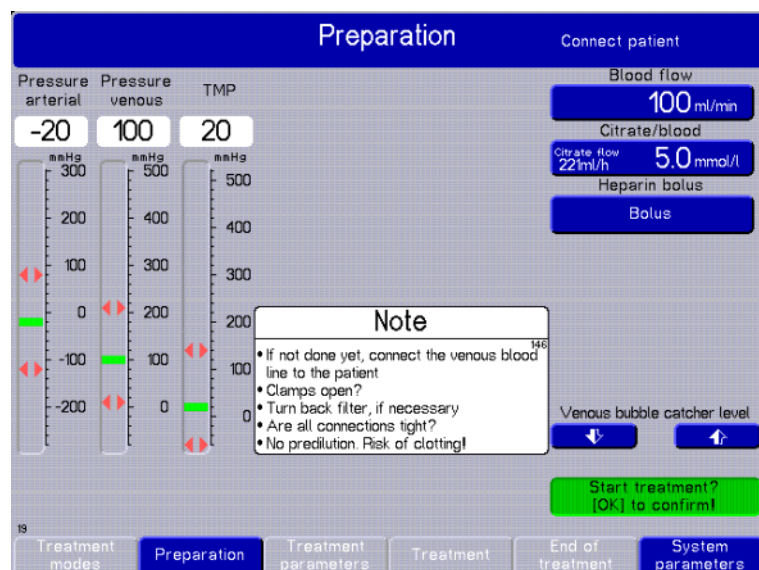 Preparation
Connect patient
Pressure arterial
Pressure venous
TMP
-20
100
20
mmHg
300
200
100
0
-100
-200
mmHg
500
400
300
200
100
0
mmHg
500
400
300
200
100
0
Blood flow
100 ml/min
Citrate/blood
Citrate flow
221ml/h
5.0 mmol/l
Heparin bolus
Bolus
Note
146
• If not done yet, connect the venous blood
line to the patient
• Clamps open?
• Turn back filter, if necessary
• Are all connections tight?
• No predilution. Risk of clotting!
Venous bubble catcher level
Start treatment?
[OK] to confirm!
19
Treatment modes
Preparation
Treatment parameters
Treatment
End of treatment
System parameters